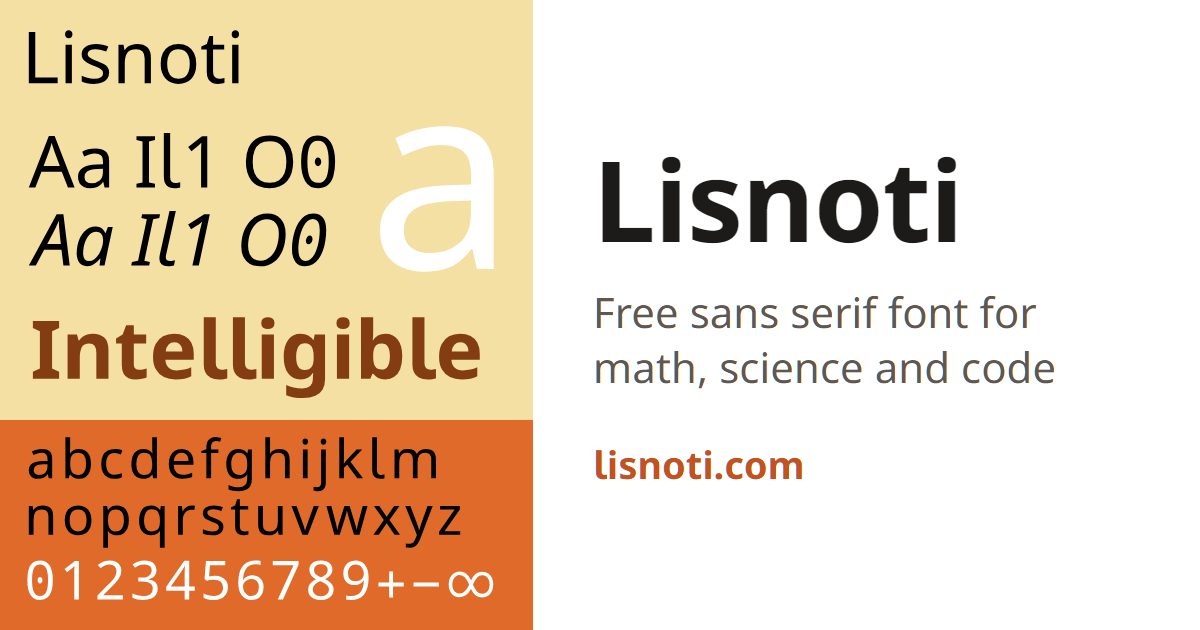 Lisnoti
Aa Il1 O0
Aa Il1 O0
a
Intelligible
abcdefghijklm
nopqrstuvwxyz
0123456789+−∞
Lisnoti
Free sans serif font for
math, science and code
lisnoti.com